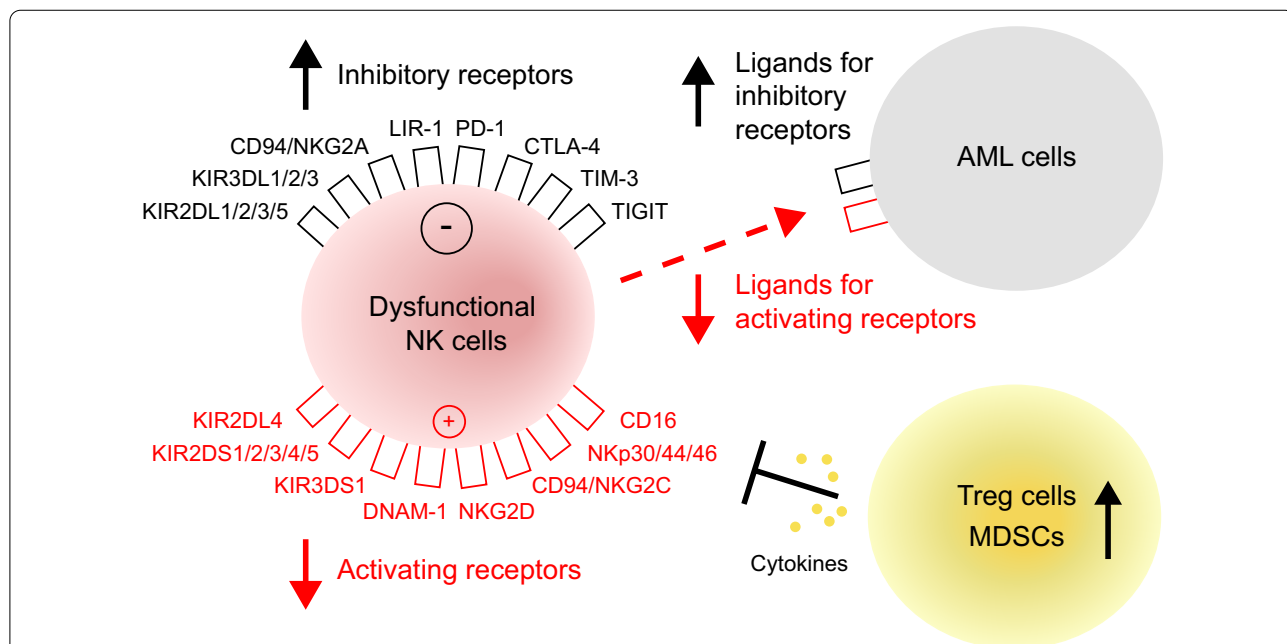 Inhibitory receptors
LIR-1 PD-1
CD94/NKG2A
CTLA-4
KIR3DL1/2/3
TIM-3
KIR2DL1/2/3/5
TIGIT
-
Dysfunctional
NK cells
+
KIR2DL4
CD16
KIR2DS1/2/3/4/5
NKp30/44/46
KIR3DS1
CD94/NKG2C
DNAM-1 NKG2D
Activating receptors
Ligands for
inhibitory
receptors
AML cells
Ligands for
activating receptors
Cytokines
Treg cells
MDSCs